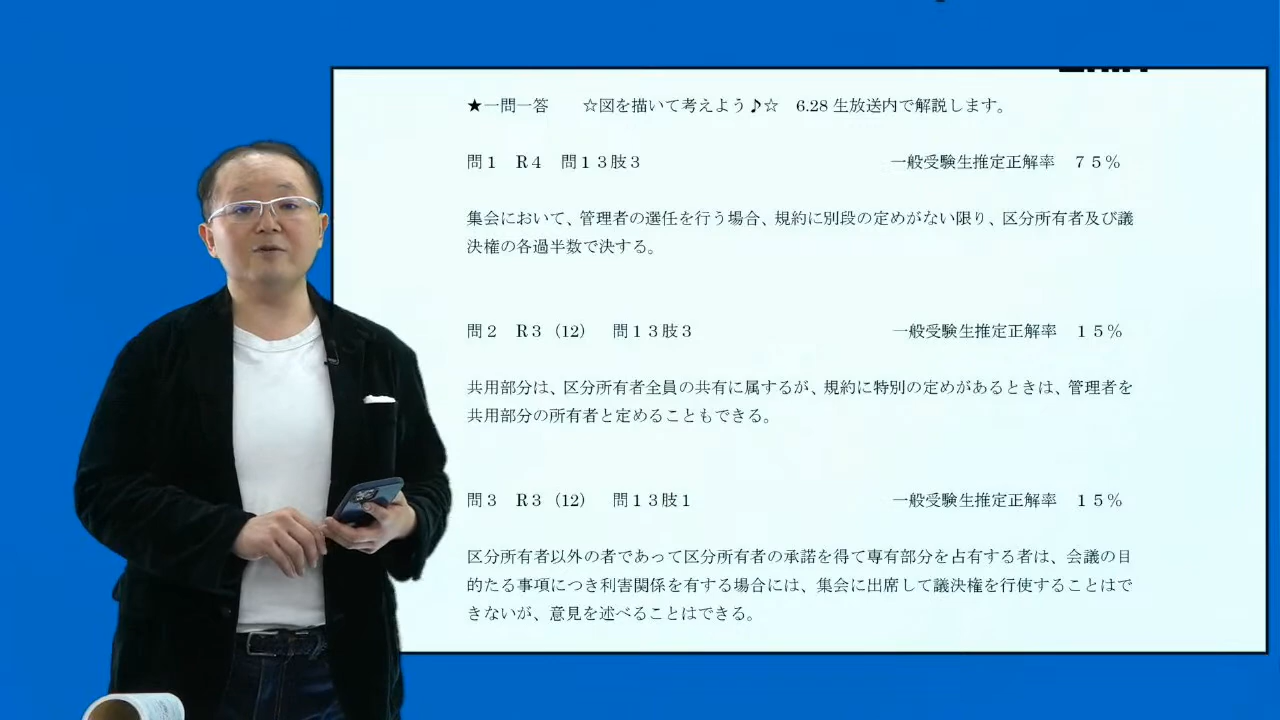 ★一問一答　　☆図を描いて考えよう♪☆　6.28 生放送内で解説します。
問１　R４　問１３肢３　　一般受験生推定正解率　７５％
集会において、管理者の選任を行う場合、規約に別段の定めがない限り、区分所有者及び議
決権の各過半数で決する。
問２　R３（12）　問１３肢３　　一般受験生推定正解率　１５％
共用部分は、区分所有者全員の共有に属するが、規約に特別の定めがあるときは、管理者を
共用部分の所有者と定めることもできる。
問３　R３（12）　問１３肢１　　一般受験生推定正解率　１５％
区分所有者以外の者であって区分所有者の承諾を得て専有部分を占有する者は、会議の目
的たる事項につき利害関係を有する場合には、集会に出席して議決権を行使することはで
きないが、意見を述べることはできる。